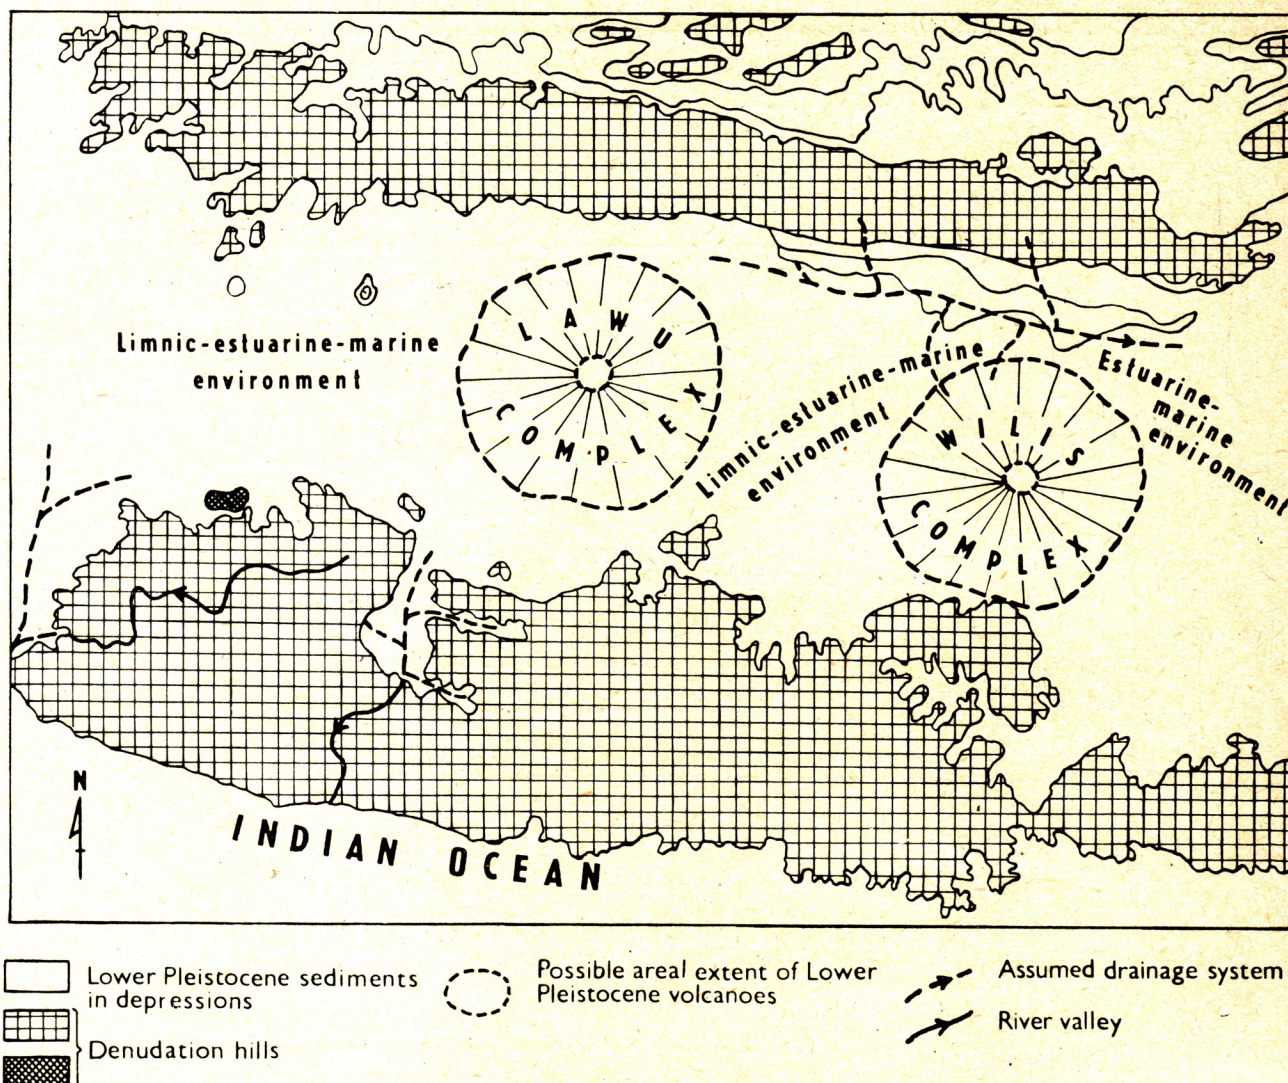 LAWU
COMPLEX
Limnic-estuarine-marine
environment
Limnic-estuarine-marine
environment
Estuarine-
marine
environment
WILIS
COMPLEX
N
INDIAN OCEAN
Lower Pleistocene sediments
in depressions
Denudation hills
Possible areal extent of Lower
Pleistocene volcanoes
Assumed drainage system
River valley